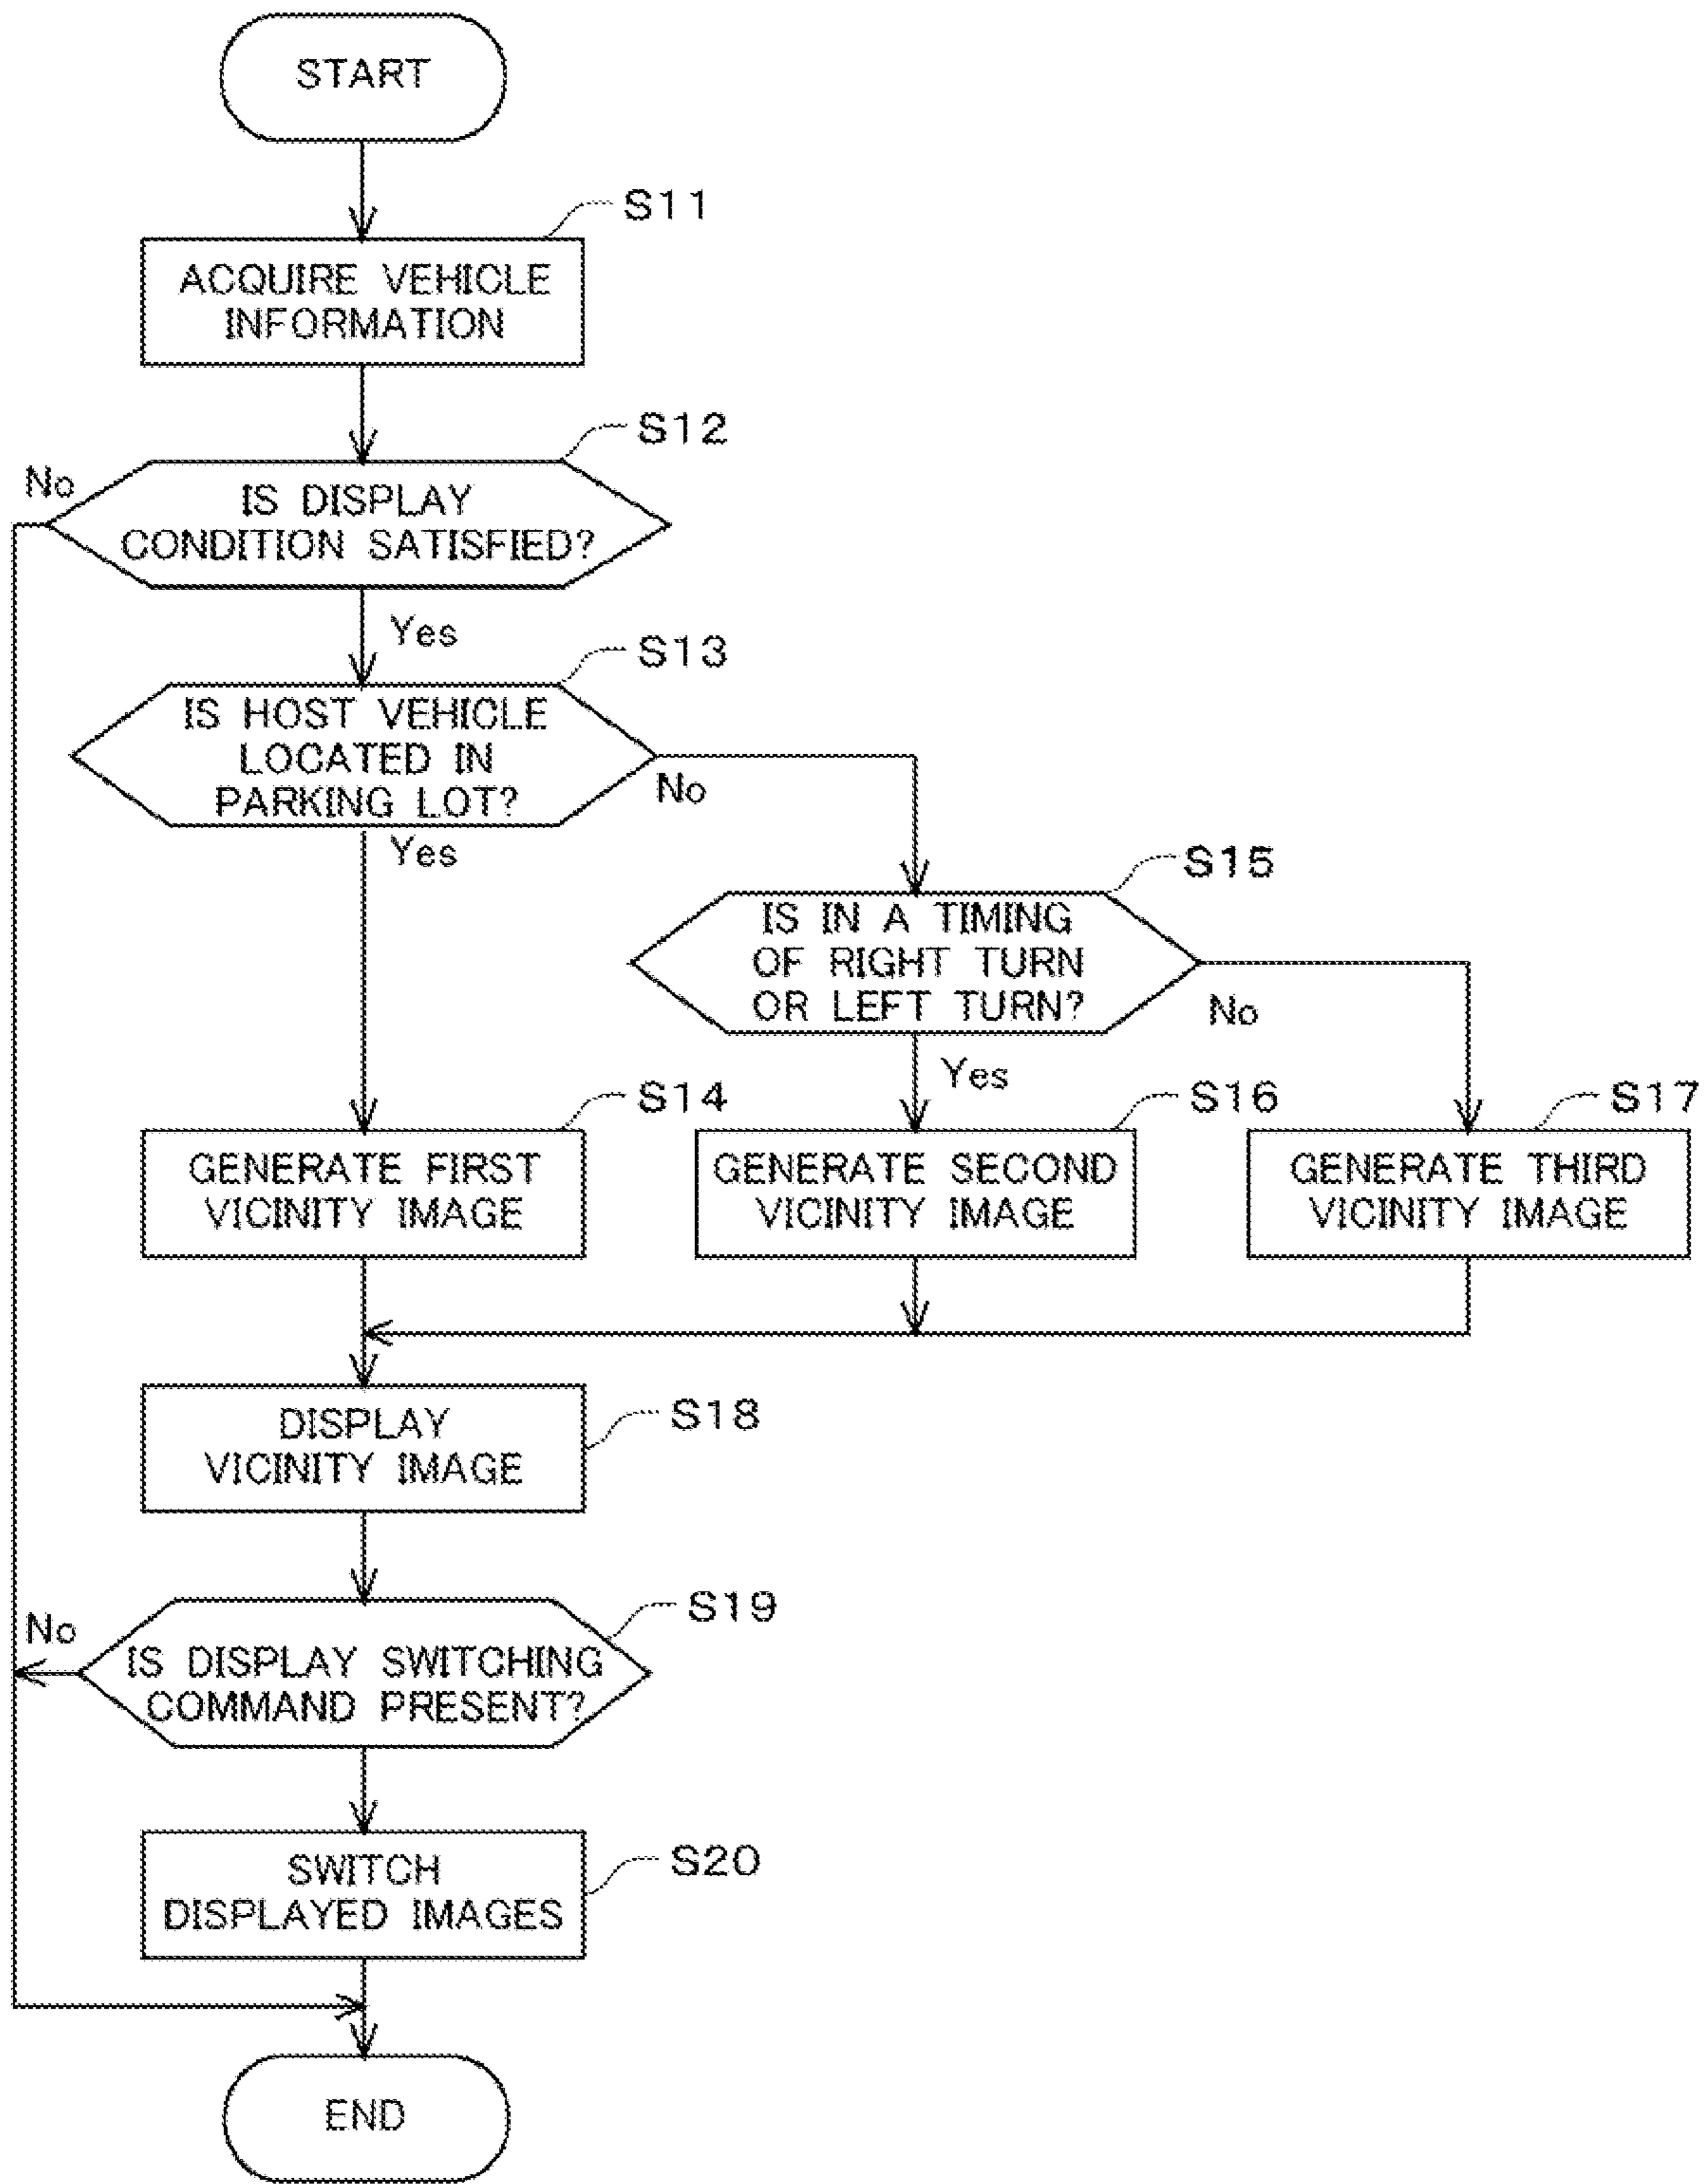 START
S11
ACQUIRE VEHICLE
INFORMATION
S12
No
IS DISPLAY
CONDITION SATISFIED?
Yes
S13
IS HOST VEHICLE
LOCATED IN
PARKING LOT?
No
Yes
S15
IS IN A TIMING
OF RIGHT TURN
OR LEFT TURN?
No
Yes
S14
GENERATE FIRST
VICINITY IMAGE
S16
GENERATE SECOND
VICINITY IMAGE
S17
GENERATE THIRD
VICINITY IMAGE
DISPLAY
VICINITY IMAGE
S18
S19
No
IS DISPLAY SWITCHING
COMMAND PRESENT?
SWITCH
DISPLAYED IMAGES
S20
END